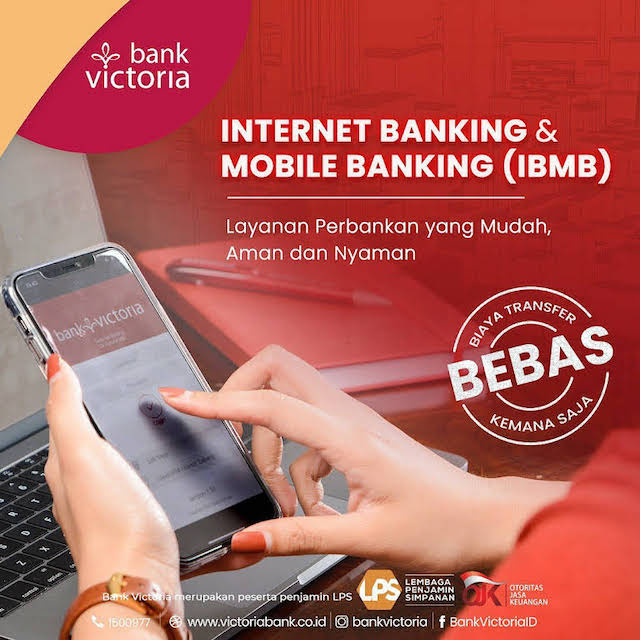 bank
victoria
INTERNET BANKING &
MOBILE BANKING (IBMB)
Layanan Perbankan yang Mudah,
Aman dan Nyaman
BIAYA TRANSFER
BEBAS
KEMANA SAJA
bank victoria
Bank Victoria merupakan peserta penjamin LPS
LPS
LEMBAGA
PENJAMIN
SIMPANAN
OJK
OTORITAS
JASA
KEUANGAN
1500977 | www.victoriabank.co.id | bankvictoria | f BankVictoriaID